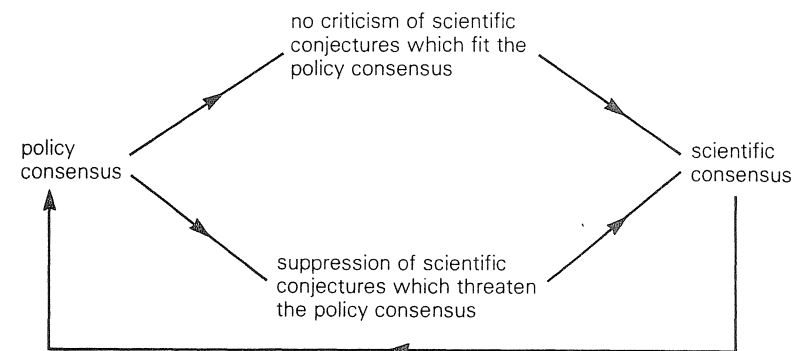 no criticism of scientific
conjectures which fit the
policy consensus
policy
consensus
scientific
consensus
suppression of scientific
conjectures which threaten
the policy consensus